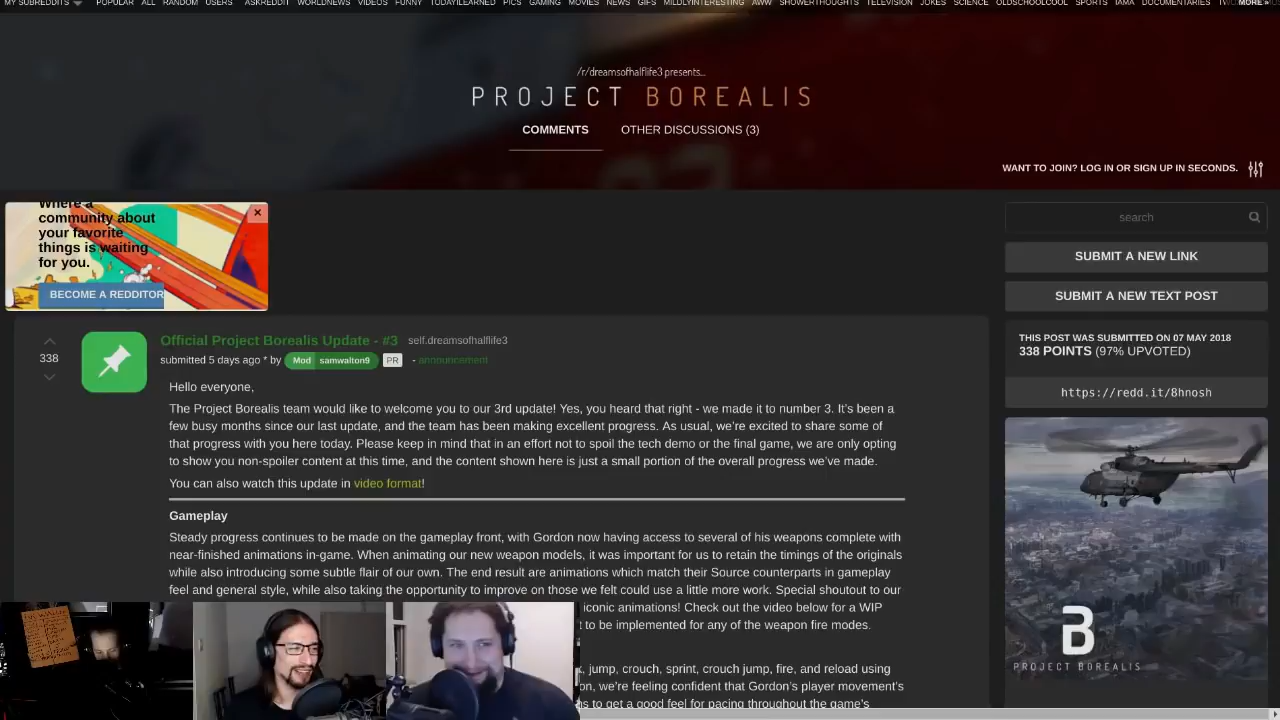 MY SUBREDDITS POPULAR ALL RANDOM USERS ASKREDDIT WORLDNEWS VIDEOS FUNNY TODAYILEARNED PICS GAMING MOVIES NEWS GIFS MILDLYINTERESTING AWW SHOWERTHOUGHTS TELEVISION JOKES SCIENCE OLDSCHOOLCOOL SPORTS IAMA DOCUMENTARIES MORE »
/r/dreamsofhalflife3 presents...
PROJECT BOREALIS
COMMENTS OTHER DISCUSSIONS (3)
WANT TO JOIN? LOG IN OR SIGN UP IN SECONDS.
Where a
community about
your favorite
things is waiting
for you.
BECOME A REDDITOR
search
SUBMIT A NEW LINK
SUBMIT A NEW TEXT POST
THIS POST WAS SUBMITTED ON 07 MAY 2018
338 POINTS (97% UPVOTED)
https://redd.it/8hnosh
B
PROJECT BOREALIS
338
Official Project Borealis Update - #3 self.dreamsofhalflife3
submitted 5 days ago * by Mod samwalton9 PR - announcement
Hello everyone,
The Project Borealis team would like to welcome you to our 3rd update! Yes, you heard that right - we made it to number 3. It's been a
few busy months since our last update, and the team has been making excellent progress. As usual, we're excited to share some of
that progress with you here today. Please keep in mind that in an effort not to spoil the tech demo or the final game, we are only opting
to show you non-spoiler content at this time, and the content shown here is just a small portion of the overall progress we've made.
You can also watch this update in video format!
Gameplay
Steady progress continues to be made on the gameplay front, with Gordon now having access to several of his weapons complete with
near-finished animations in-game. When animating our new weapon models, it was important for us to retain the timings of the originals
while also introducing some subtle flair of our own. The end result are animations which match their Source counterparts in gameplay
feel and general style, while also taking the opportunity to improve on those we felt could use a little more work. Special shoutout to our
iconic animations! Check out the video below for a WIP
t to be implemented for any of the weapon fire modes.
jump, crouch, sprint, crouch jump, fire, and reload using
on, we're feeling confident that Gordon's player movement's
s to get a good feel for pacing throughout the game's